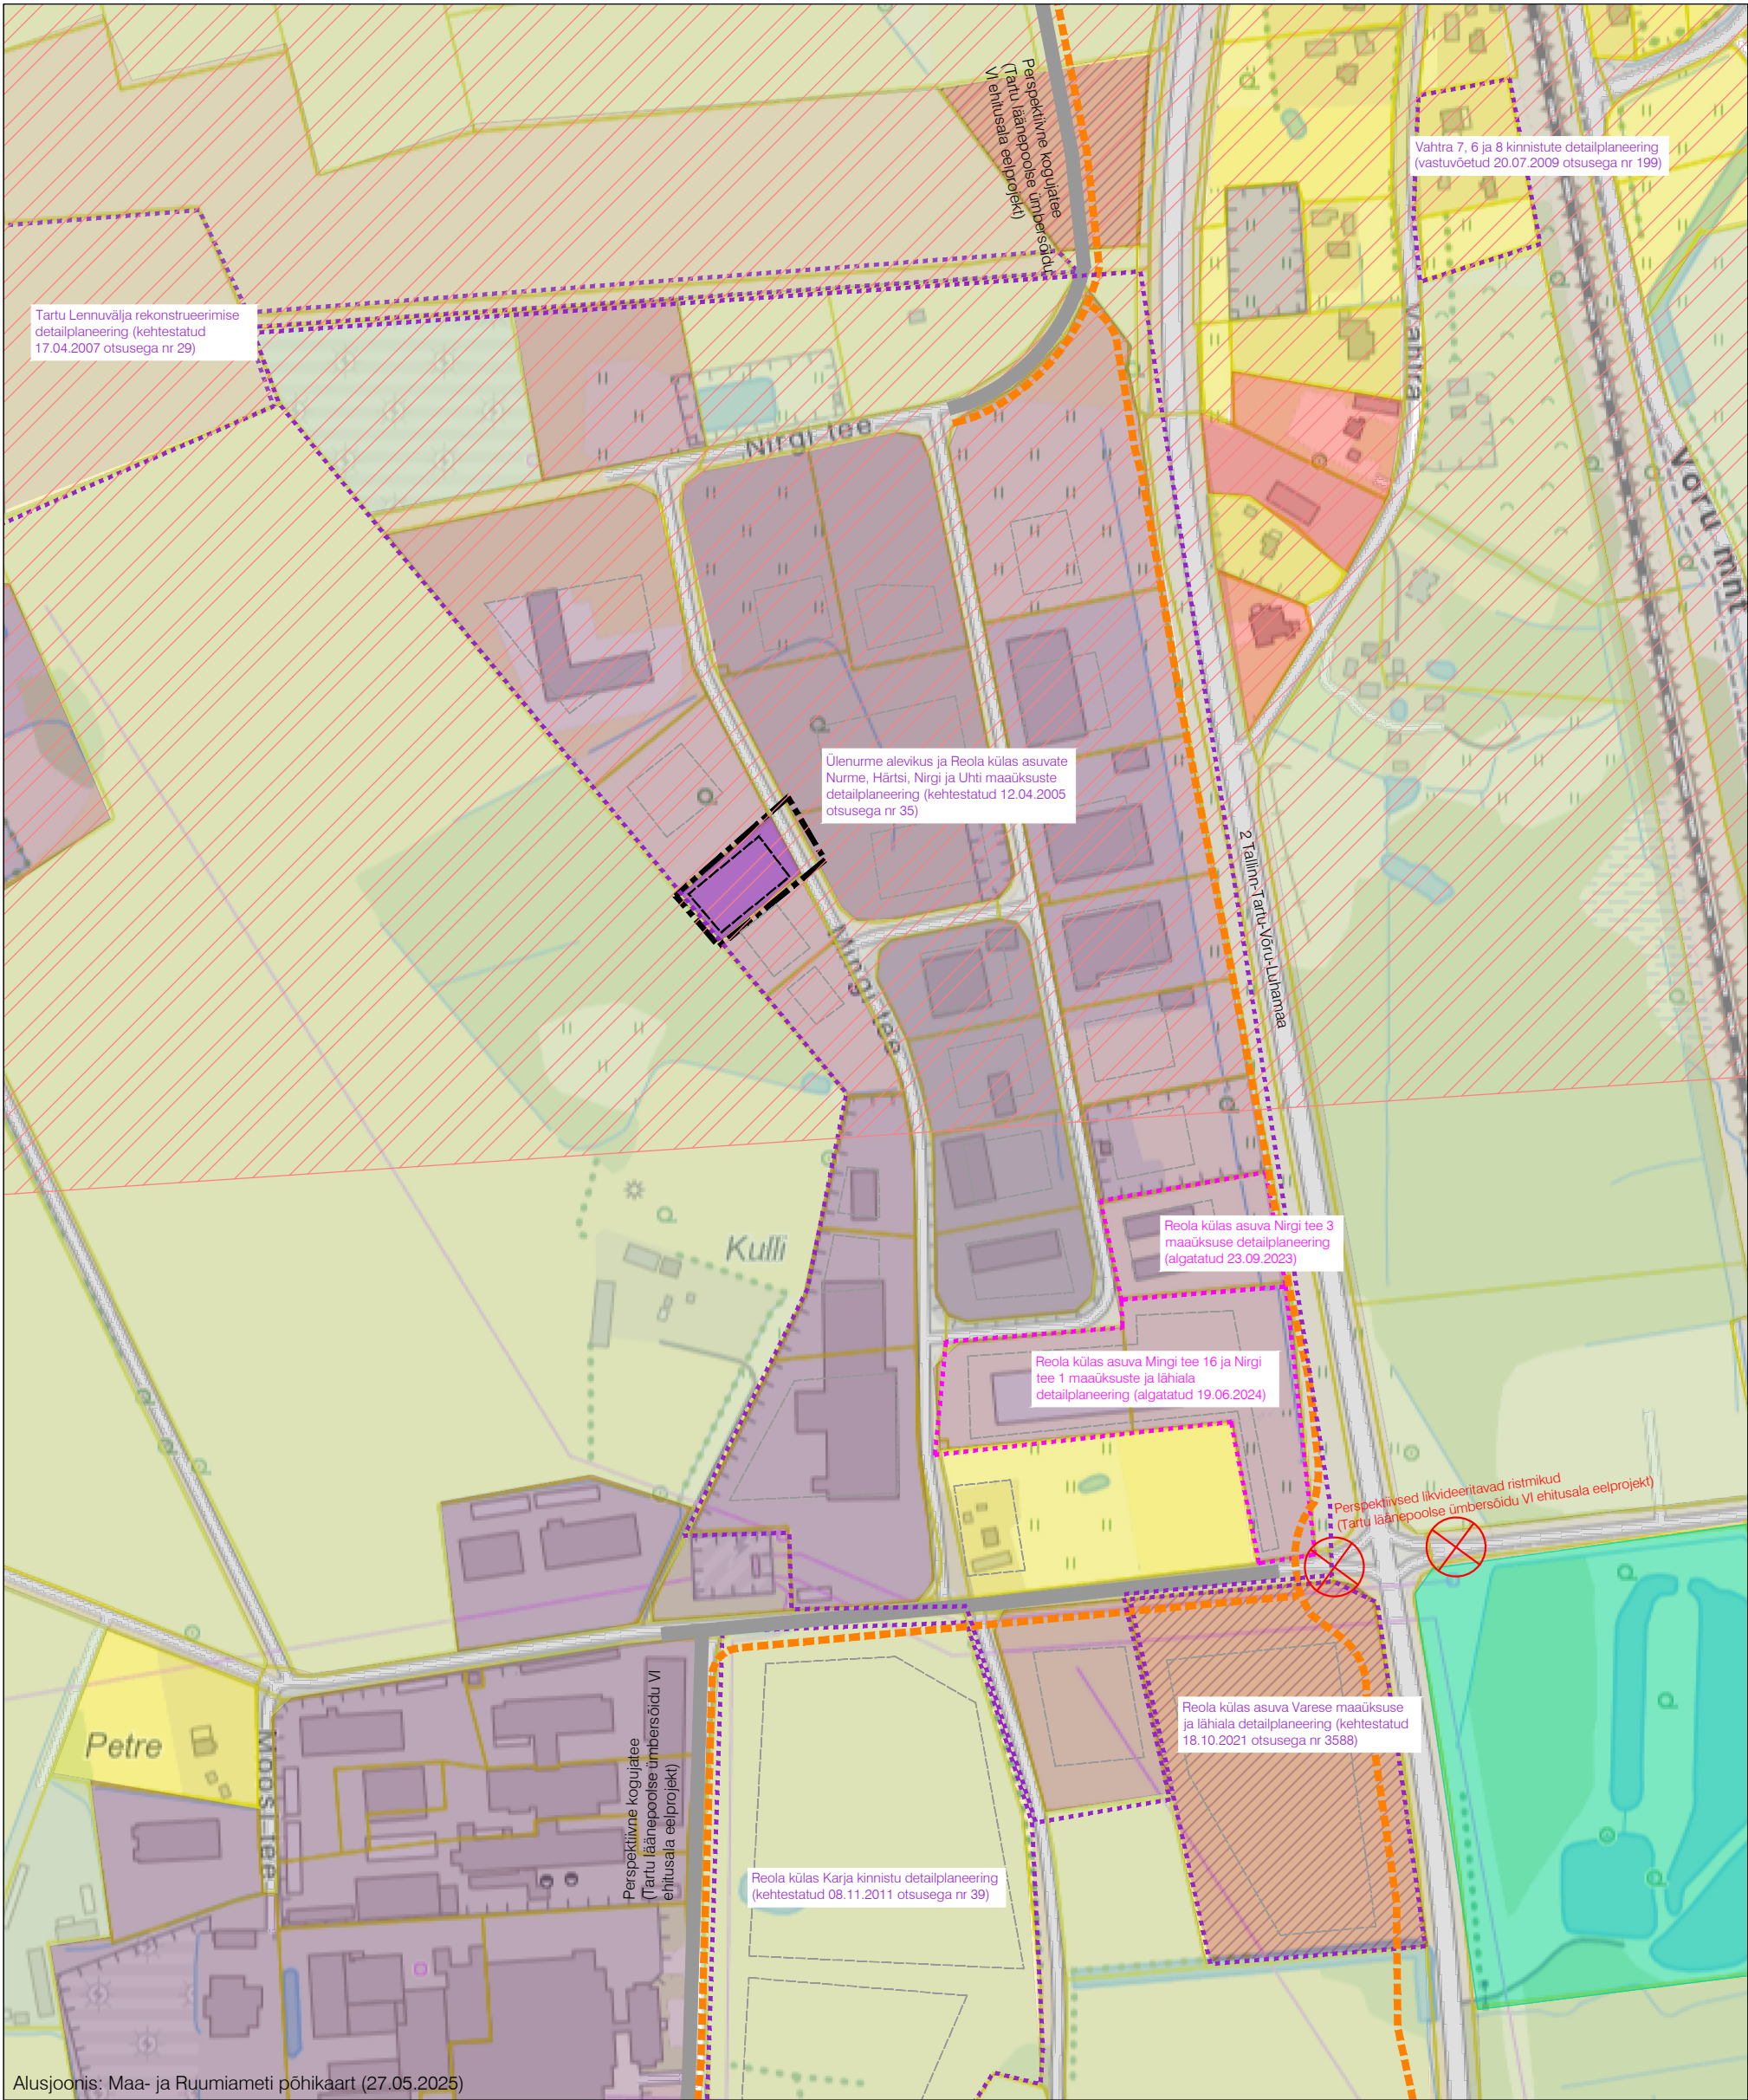 Perspektiivne kogujatee
(Tartu läänepoolse ümbersõidu
VI ehitusala eelprojekt)
Vahtra 7, 6 ja 8 kinnistute detailplaneering
(vastuvõetud 20.07.2009 otsusega nr 199)
Tartu Lennuvälja rekonstrueerimise
detailplaneering (kehtestatud
17.04.2007 otsusega nr 29)
Vahtra
Nirgi tee
Võru mnt
Ülenurme alevikus ja Reola külas asuvate
Nurme, Härtsi, Nirgi ja Uhti maaüksuste
detailplaneering (kehtestatud 12.04.2005
otsusega nr 35)
2 Tallinn-Tartu-Võru-Luhamaa
Mingi tee
Kulli
Reola külas asuva Nirgi tee 3
maaüksuse detailplaneering
(algatatud 23.09.2023)
Reola külas asuva Mingi tee 16 ja Nirgi
tee 1 maaüksuste ja lähiala
detailplaneering (algatatud 19.06.2024)
Perspektiivsed likvideeritavad ristmikud
(Tartu läänepoolse ümbersõidu VI ehitusala eelprojekt)
Petre
Moosi tee
Perspektiivne kogujatee
(Tartu läänepoolse ümbersõidu VI
ehitusala eelprojekt)
Reola külas asuva Varese maaüksuse
ja lähiala detailplaneering (kehtestatud
18.10.2021 otsusega nr 3588)
Reola külas Karja kinnistu detailplaneering
(kehtestatud 08.11.2011 otsusega nr 39)
Alusjoonis: Maa- ja Ruumiameti põhikaart (27.05.2025)